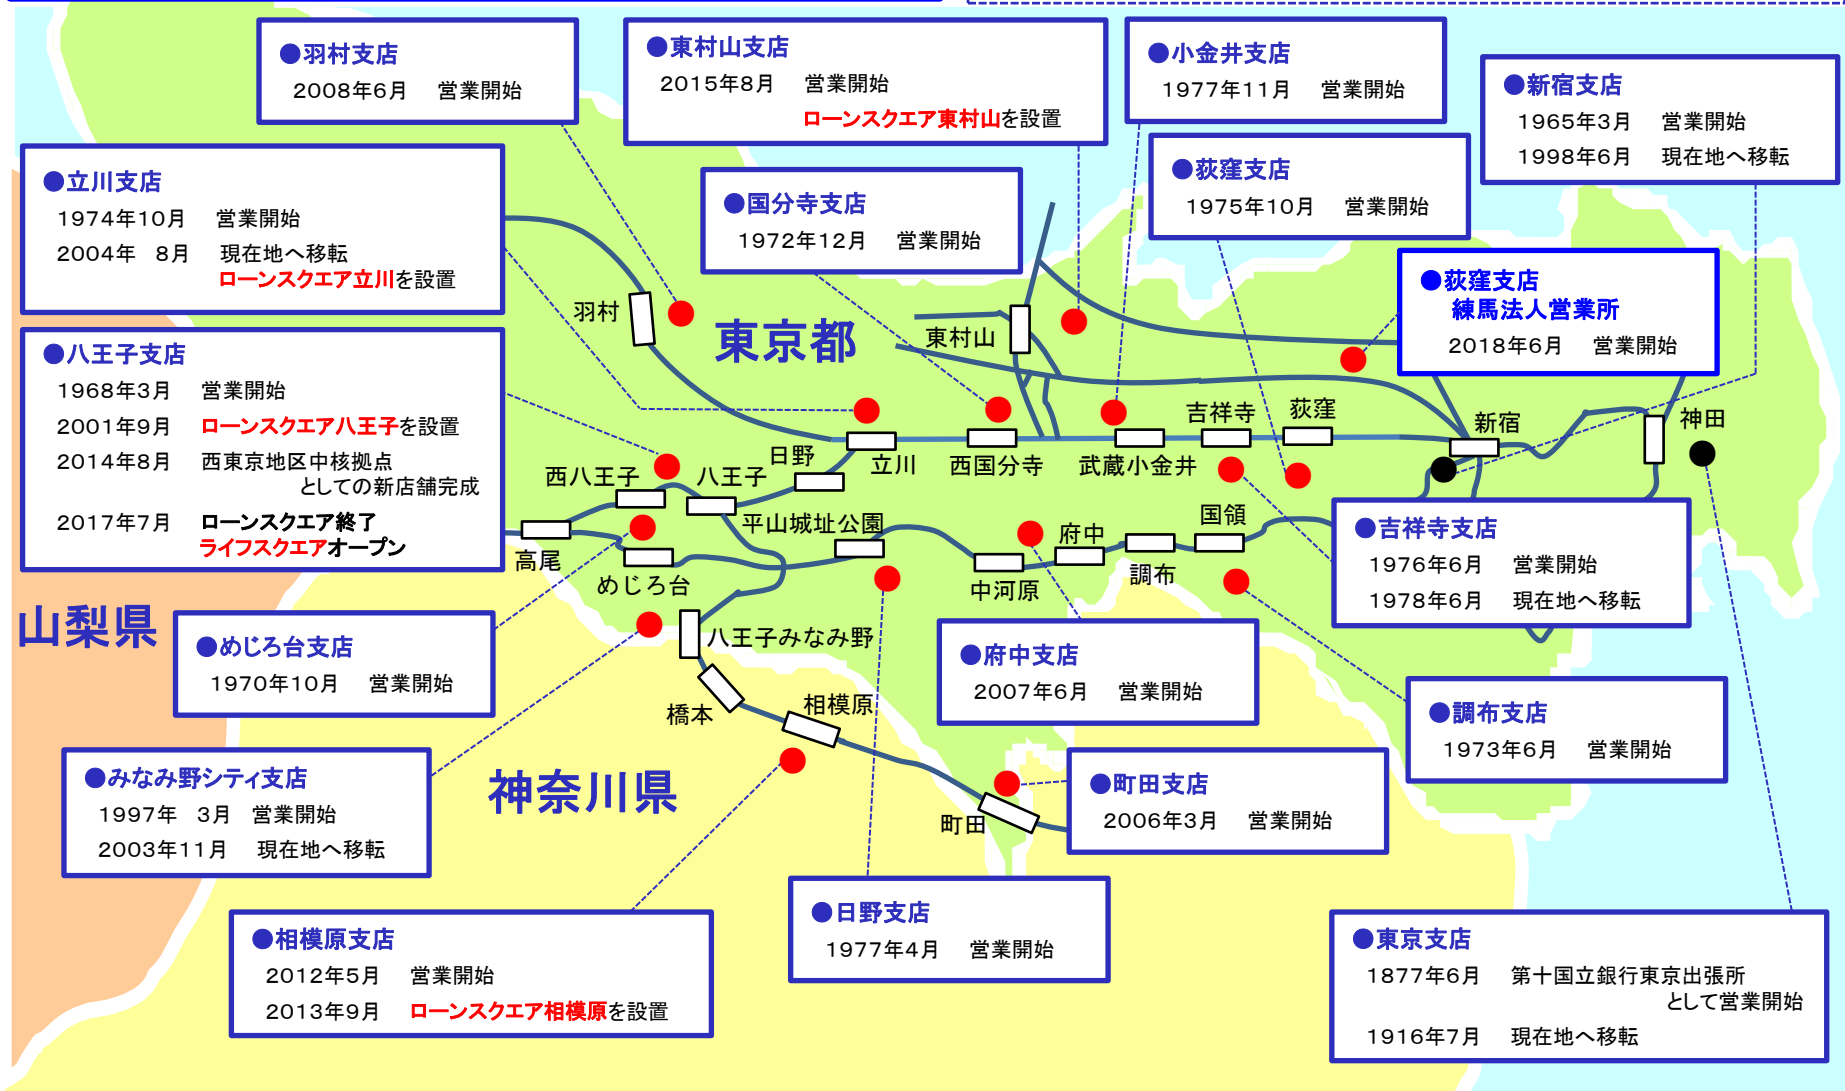 ●羽村支店
2008年6月 営業開始
●東村山支店
2015年8月 営業開始
ローンスクエア東村山を設置
●小金井支店
1977年11月 営業開始
●新宿支店
1965年3月 営業開始
1998年6月 現在地へ移転
●立川支店
1974年10月 営業開始
2004年 8月 現在地へ移転
ローンスクエア立川を設置
●国分寺支店
1972年12月 営業開始
●荻窪支店
1975年10月 営業開始
●荻窪支店
練馬法人営業所
2018年6月 営業開始
●八王子支店
1968年3月 営業開始
2001年9月 ローンスクエア八王子を設置
2014年8月 西東京地区中核拠点
としての新店舗完成
2017年7月 ローンスクエア終了
ライフスクエアオープン
羽村
東京都
東村山
吉祥寺
荻窪
新宿
神田
日野
立川
西国分寺
武蔵小金井
西八王子
八王子
平山城址公園
府中
国領
高尾
めじろ台
中河原
調布
●吉祥寺支店
1976年6月 営業開始
1978年6月 現在地へ移転
山梨県
●めじろ台支店
1970年10月 営業開始
八王子みなみ野
橋本
相模原
●府中支店
2007年6月 営業開始
●調布支店
1973年6月 営業開始
●みなみ野シティ支店
1997年 3月 営業開始
2003年11月 現在地へ移転
神奈川県
町田
●町田支店
2006年3月 営業開始
●相模原支店
2012年5月 営業開始
2013年9月 ローンスクエア相模原を設置
●日野支店
1977年4月 営業開始
●東京支店
1877年6月 第十国立銀行東京出張所
として営業開始
1916年7月 現在地へ移転